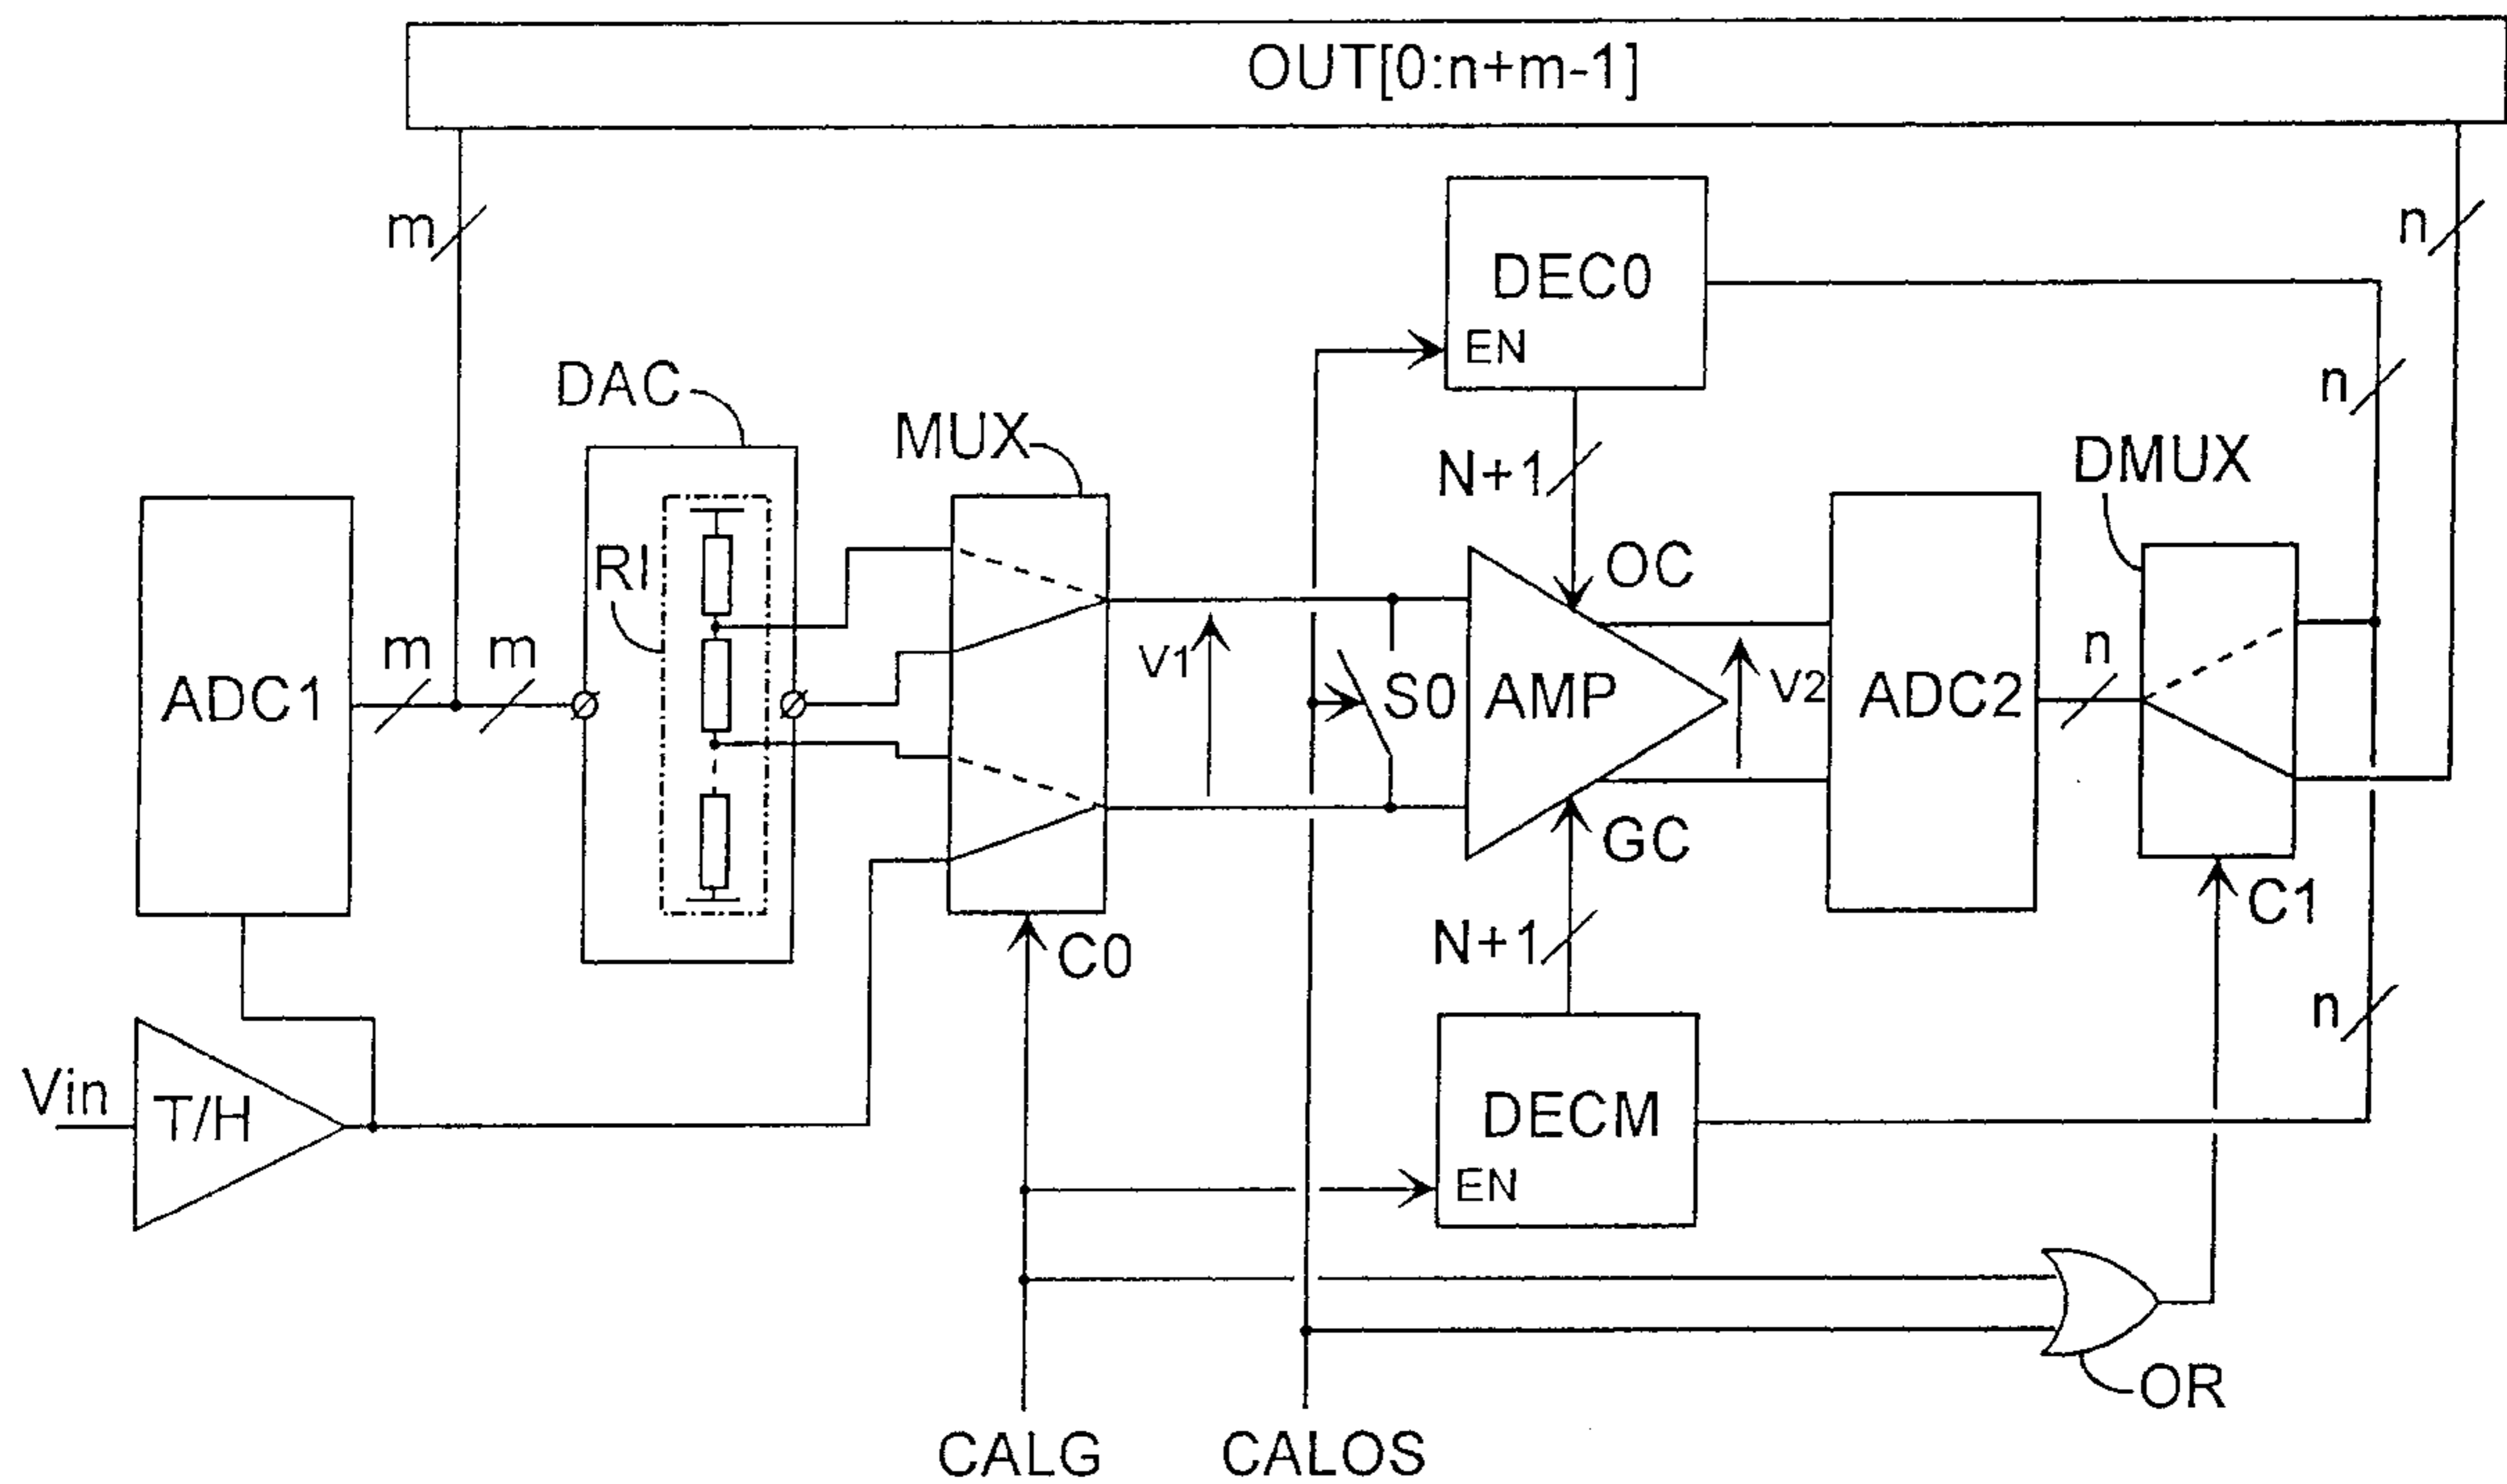 OUT[0:n+m-1]
m
n
DEC0
EN
DAC
n
MUX
N+1
DMUX
RI
OC
m
m
V1
ADC1
S0
AMP
V2
ADC2
n
GC
C1
N+1
C0
n
Vin
T/H
DECM
EN
OR
CALG
CALOS